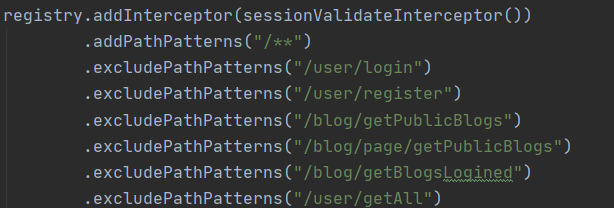 registry.addInterceptor(sessionValidateInterceptor())
.addPathPatterns("/**")
.excludePathPatterns("/user/login")
.excludePathPatterns("/user/register")
.excludePathPatterns("/blog/getPublicBlogs")
.excludePathPatterns("/blog/page/getPublicBlogs")
.excludePathPatterns("/blog/getBlogsLogined")
.excludePathPatterns("/user/getAll")